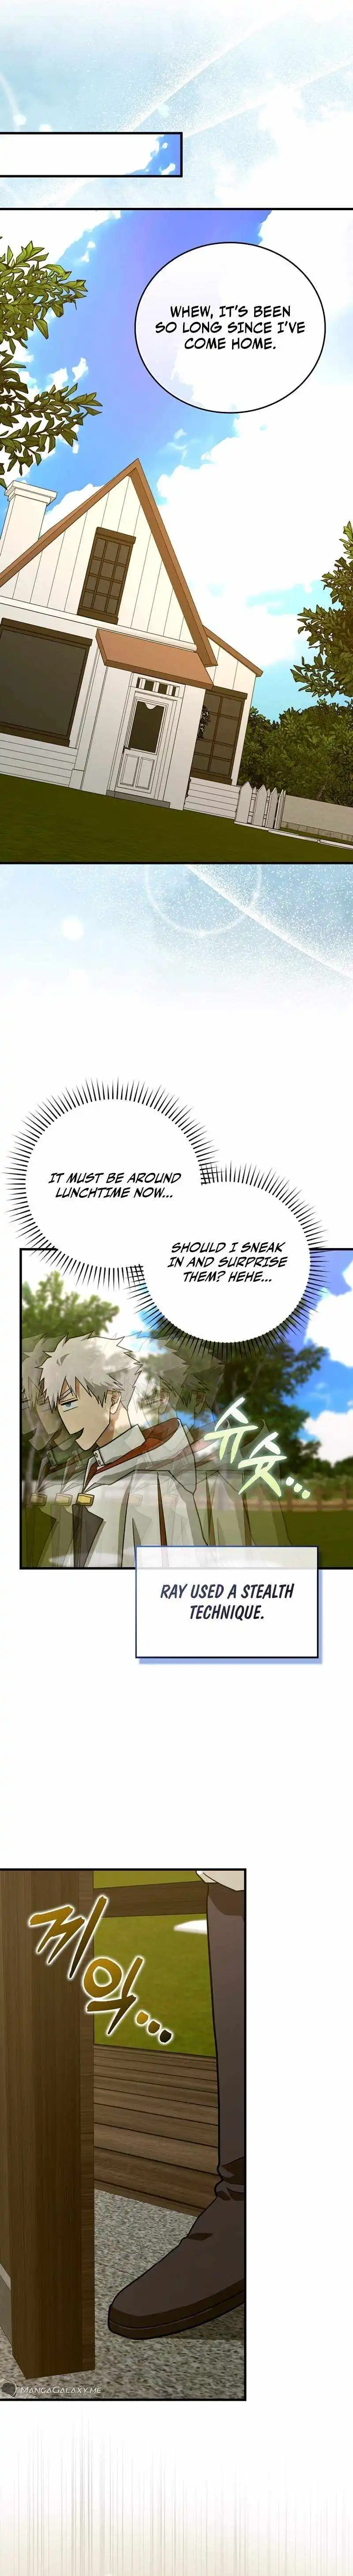 WHEW, IT'S BEEN
SO LONG SINCE I'VE
COME HOME.
IT MUST BE AROUND
LUNCHTIME NOW...
SHOULD I SNEAK
IN AND SURPRISE
THEM? HEHE...
슈슛...
RAY USED A STEALTH
TECHNIQUE.
끼익...
MANGAGALAXY.ME